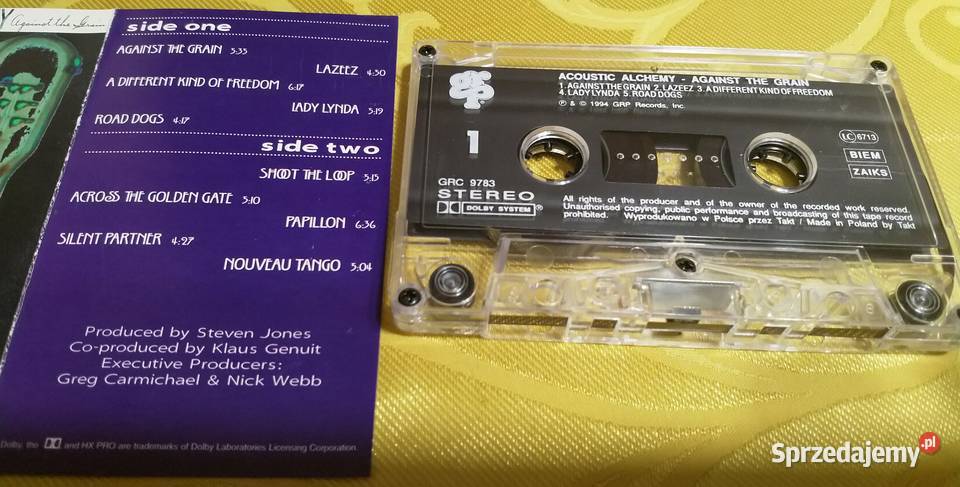 Y Against the Grain
side one
AGAINST THE GRAIN 5:35
LAZEEZ 4:50
A DIFFERENT KIND OF FREEDOM 6:17
LADY LYNDA 5:19
ROAD DOGS 4:17
side two
SHOOT THE LOOP 5:15
ACROSS THE GOLDEN GATE 5:10
PAPILLON 6:36
SILENT PARTNER 4:27
NOUVEAU TANGO 5:04
Produced by Steven Jones
Co-produced by Klaus Genuit
Executive Producers:
Greg Carmichael & Nick Webb
Dolby, the and HX PRO are trademarks of Dolby Laboratories Licensing Corporation.
ACOUSTIC ALCHEMY - AGAINST THE GRAIN
1. AGAINST THE GRAIN 2. LAZEEZ 3. A DIFFERENT KIND OF FREEDOM
4. LADY LYNDA 5. ROAD DOGS
℗ & © 1994 GRP Records, Inc.
GRP
1
LC 6713
BIEM
ZAIKS
GRC 9783
STEREO
DOLBY SYSTEM ®
All rights of the producer and of the owner of the recorded work reserved.
Unauthorised copying, public performance and broadcasting of this tape record
prohibited. Wyprodukowano w Polsce przez Takt / Made in Poland by Takt
Sprzedajemy.pl